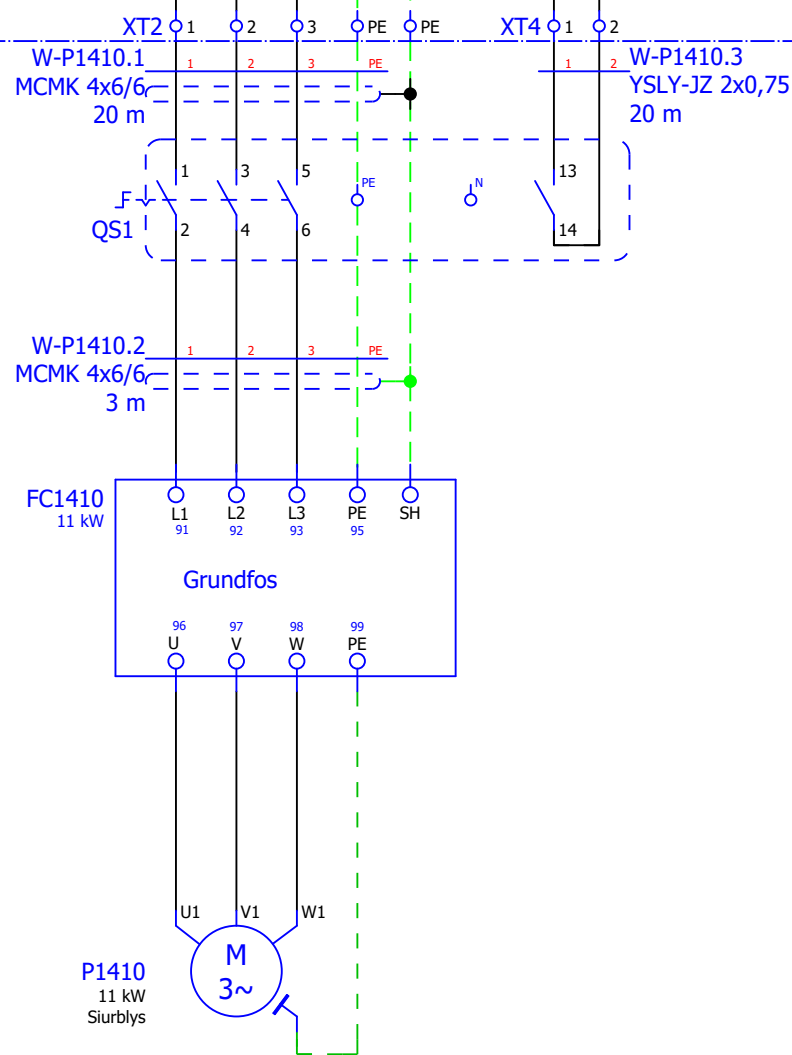 XT2 1 2 3 PE PE XT4 1 2
W-P1410.1 1 2 3 PE 1 2 W-P1410.3
MCMK 4x6/6 YSLY-JZ 2x0,75
20 m 20 m
1 3 5 13
PE N
QS1 2 4 6 14
W-P1410.2 1 2 3 PE
MCMK 4x6/6
3 m
FC1410 L1 L2 L3 PE SH
11 kW 91 92 93 95
Grundfos
96 97 98 99
U V W PE
U1 V1 W1
M
3~
P1410
11 kW
Siurblys